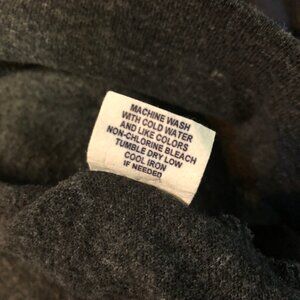 MACHINE WASH
WITH COLD WATER
AND LIKE COLORS
NON-CHLORINE BLEACH
TUMBLE DRY LOW
COOL IRON
IF NEEDED